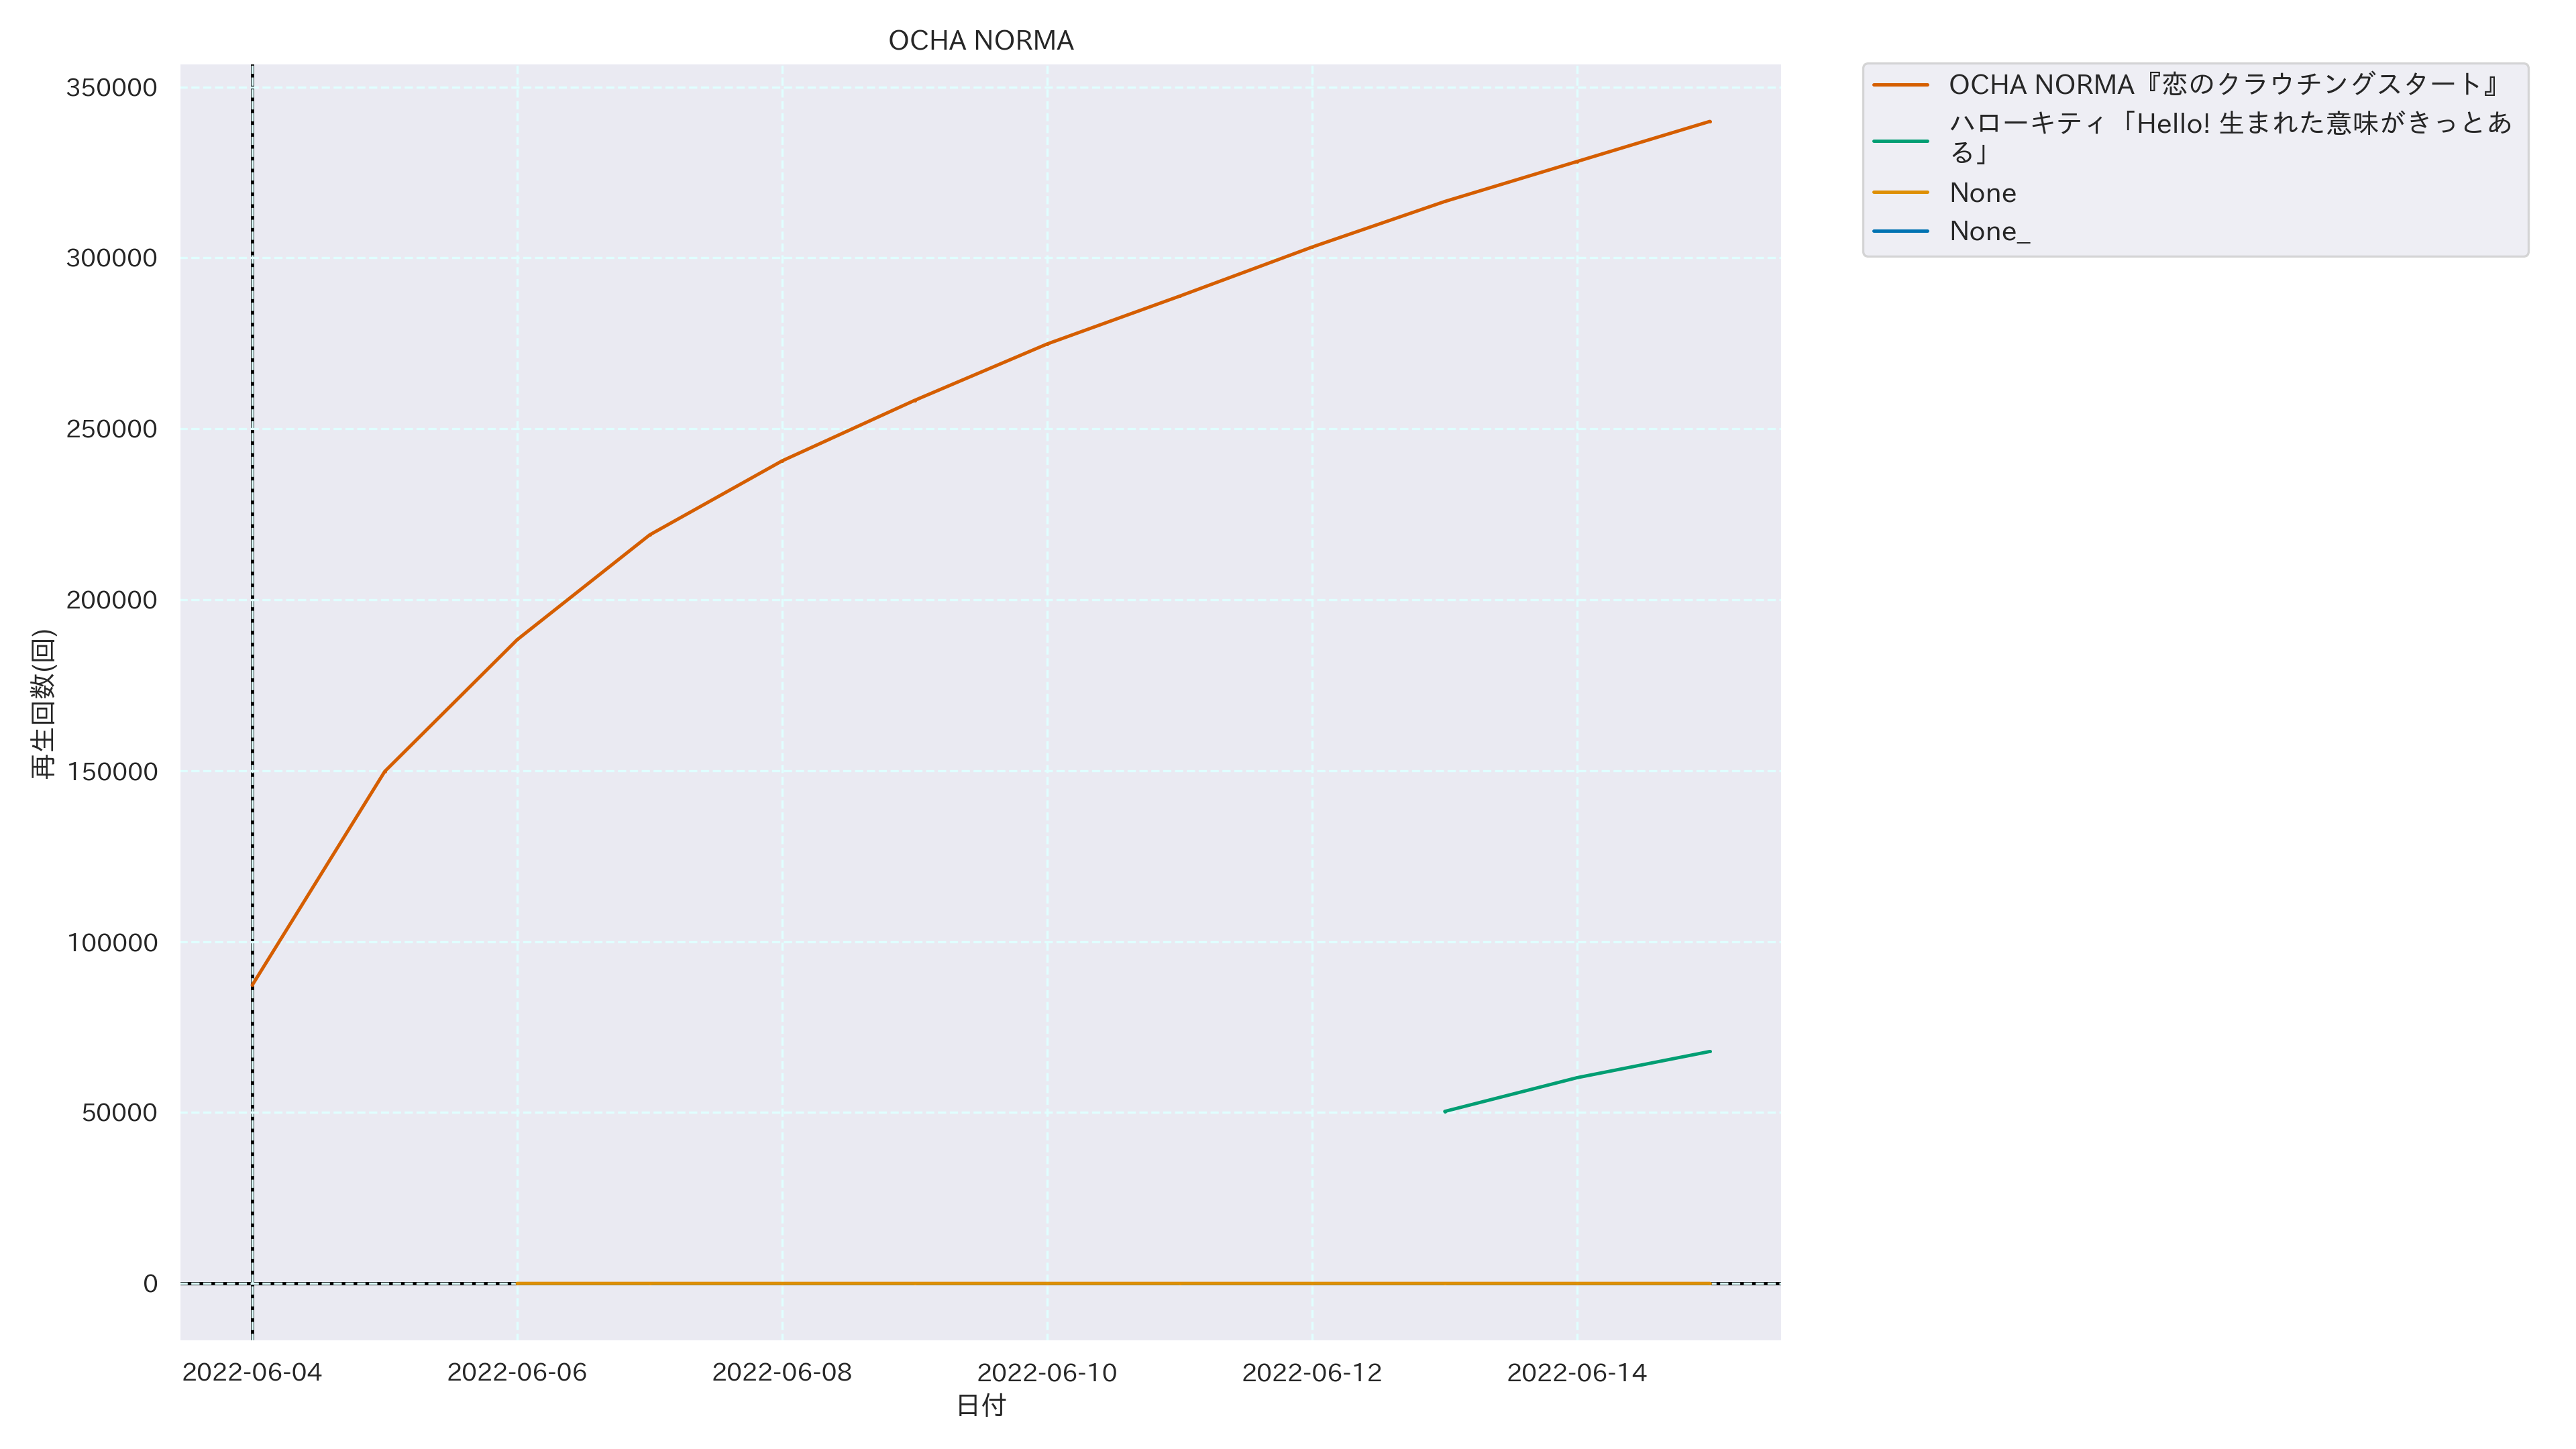 OCHA NORMA
350000
300000
250000
200000
150000
100000
50000
0
再生回数(回)
2022-06-04
2022-06-06
2022-06-08
2022-06-10
2022-06-12
2022-06-14
日付
OCHA NORMA『恋のクラウチングスタート』
ハローキティ「Hello! 生まれた意味がきっとあ
る」
None
None_